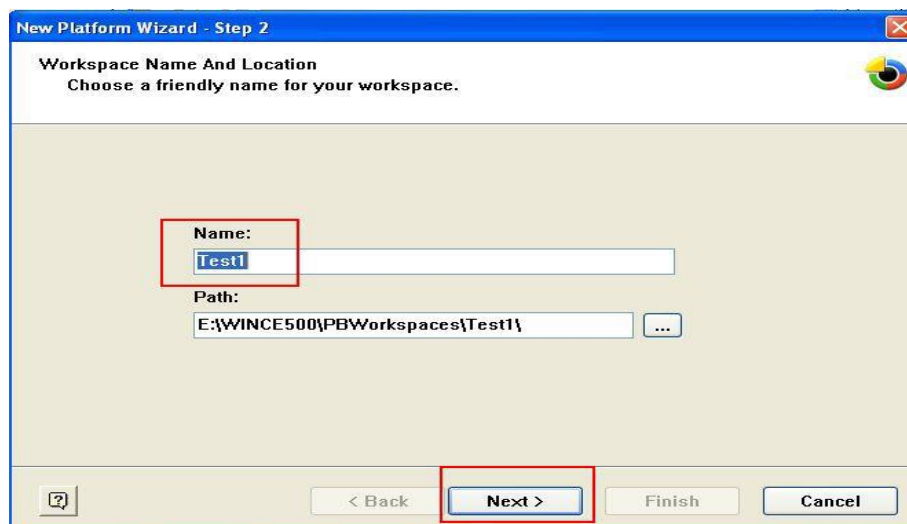 New Platform Wizard - Step 2
Workspace Name And Location
Choose a friendly name for your workspace.
Name:
Test1
Path:
E:\WINCE500\PBWorkspaces\Test1\
...
< Back
Next >
Finish
Cancel